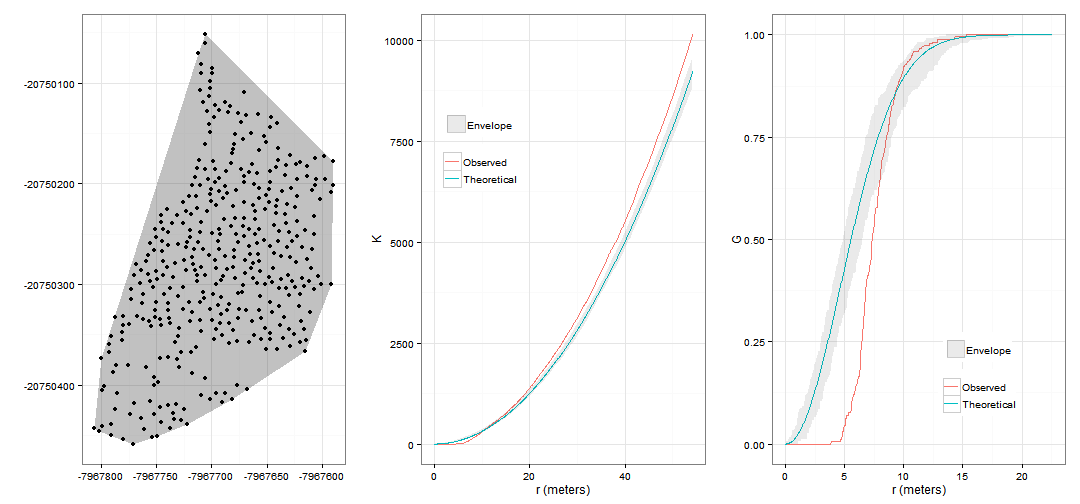 -20750100
-20750200
-20750300
-20750400
-7967800
-7967750
-7967700
-7967650
-7967600
K
10000
7500
5000
2500
0
Envelope
Observed
Theoretical
0
20
40
r (meters)
G
1.00
0.75
0.50
0.25
0.00
Envelope
Observed
Theoretical
0
5
10
15
20
r (meters)